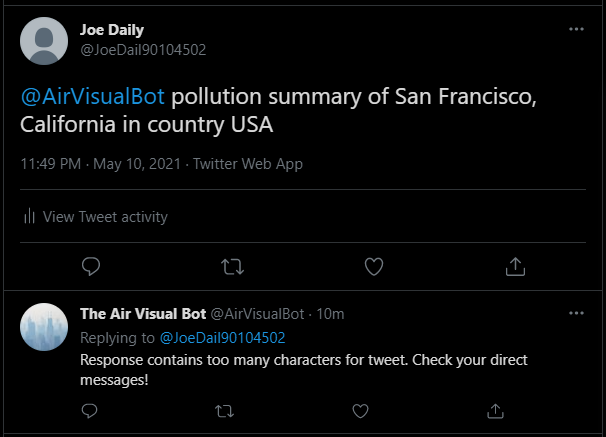 Joe Daily
@JoeDail90104502
@AirVisualBot pollution summary of San Francisco,
California in country USA
11:49 PM · May 10, 2021 · Twitter Web App
View Tweet activity
The Air Visual Bot @AirVisualBot · 10m
Replying to @JoeDail90104502
Response contains too many characters for tweet. Check your direct
messages!